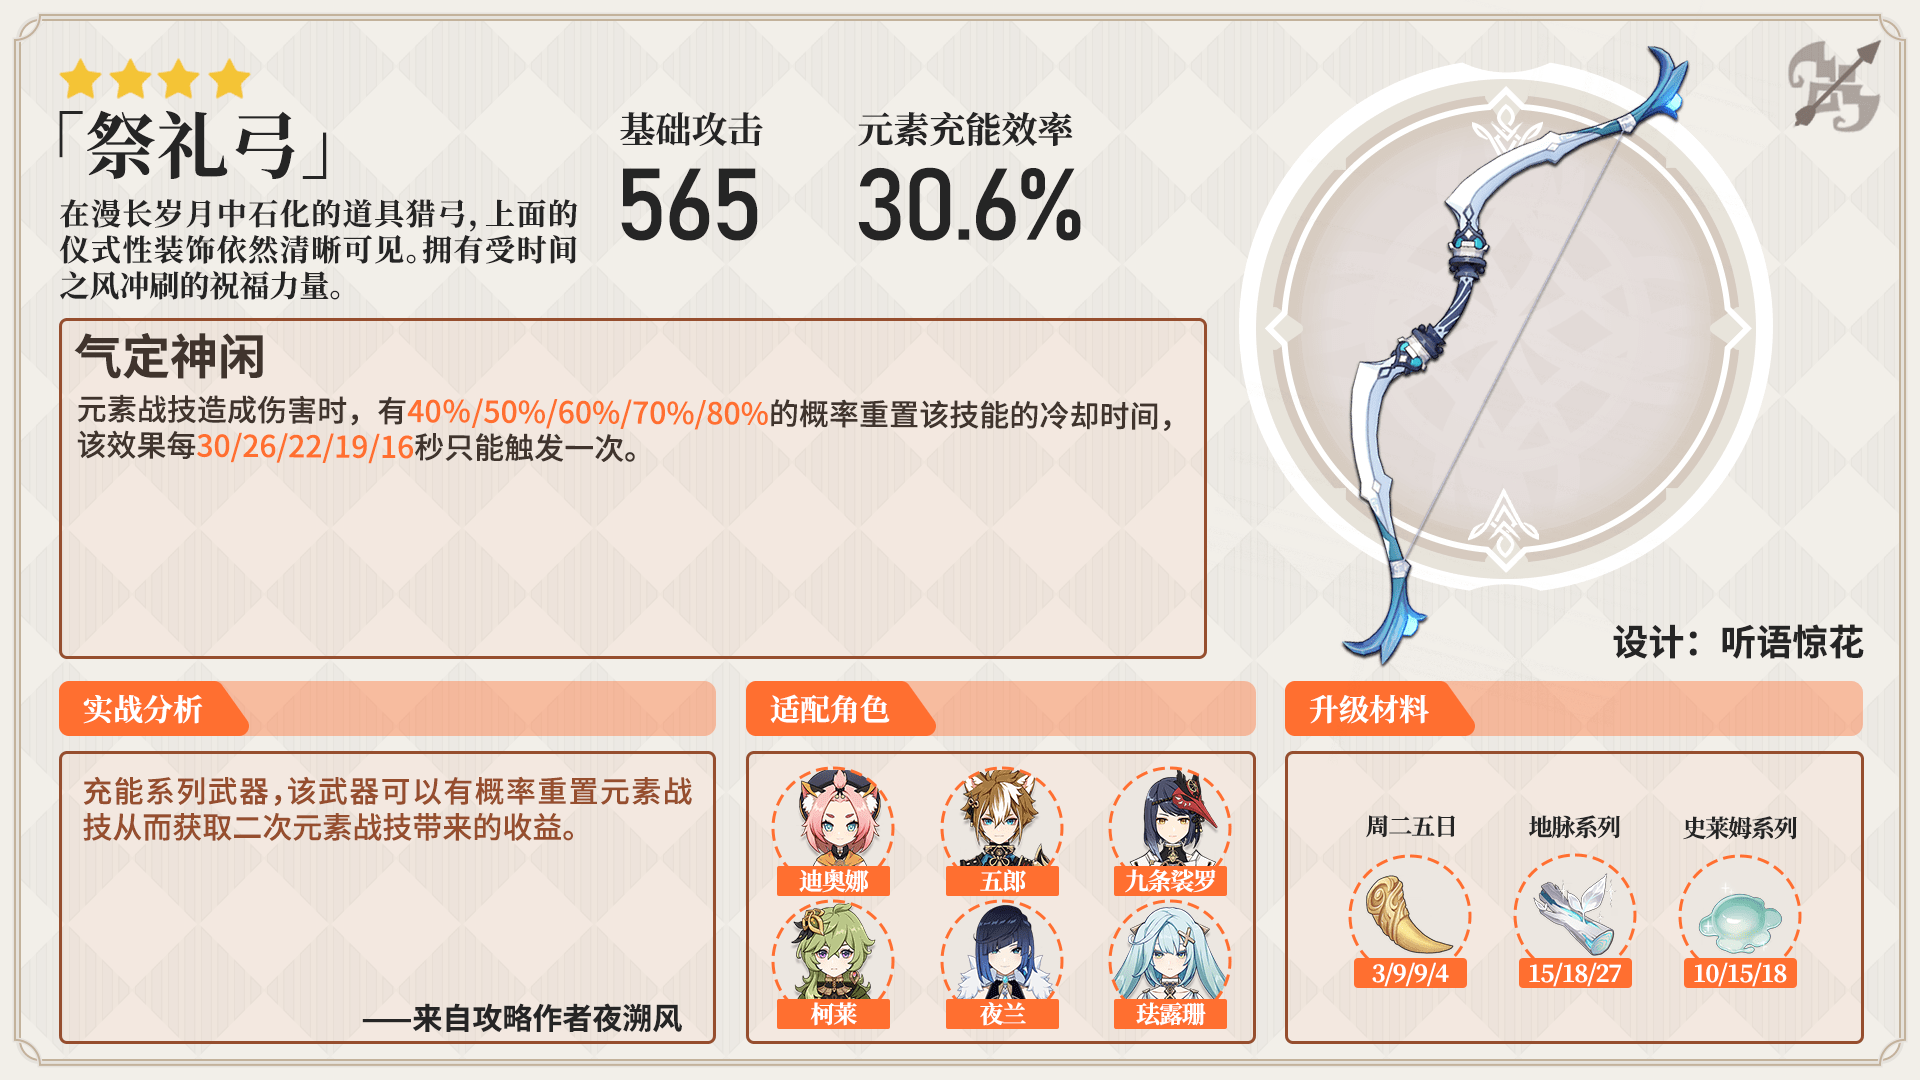 「祭礼弓」
在漫长岁月中石化的道具猎弓，上面的
仪式性装饰依然清晰可见。拥有受时间
之风冲刷的祝福力量。
基础攻击
565
元素充能效率
30.6%
气定神闲
元素战技造成伤害时，有40%/50%/60%/70%/80%的概率重置该技能的冷却时间，
该效果每30/26/22/19/16秒只能触发一次。
设计：听语惊花
实战分析
充能系列武器，该武器可以有概率重置元素战
技从而获取二次元素战技带来的收益。
——来自攻略作者夜溯风
适配角色
迪奥娜
五郎
九条裟罗
柯莱
夜兰
珐露珊
升级材料
周二五日
地脉系列
史莱姆系列
3/9/9/4
15/18/27
10/15/18